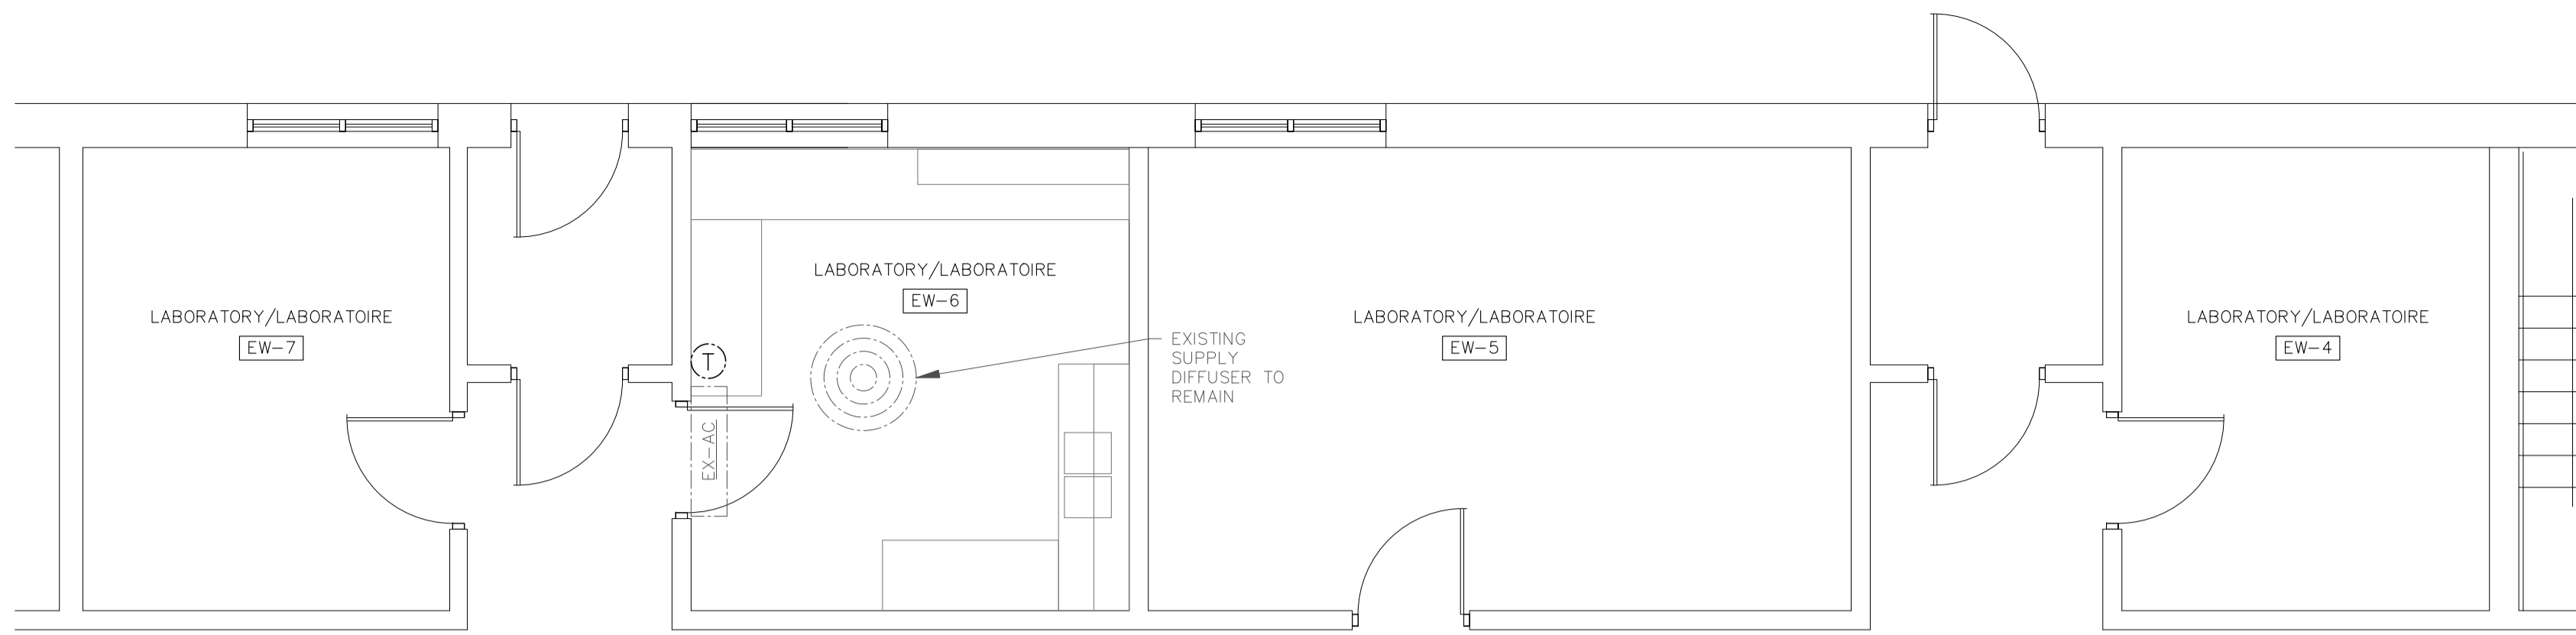 LABORATORY/LABORATOIRE
EW-7
T
EX-AC
LABORATORY/LABORATOIRE
EW-6
EXISTING
SUPPLY
DIFFUSER TO
REMAIN
LABORATORY/LABORATOIRE
EW-5
LABORATORY/LABORATOIRE
EW-4